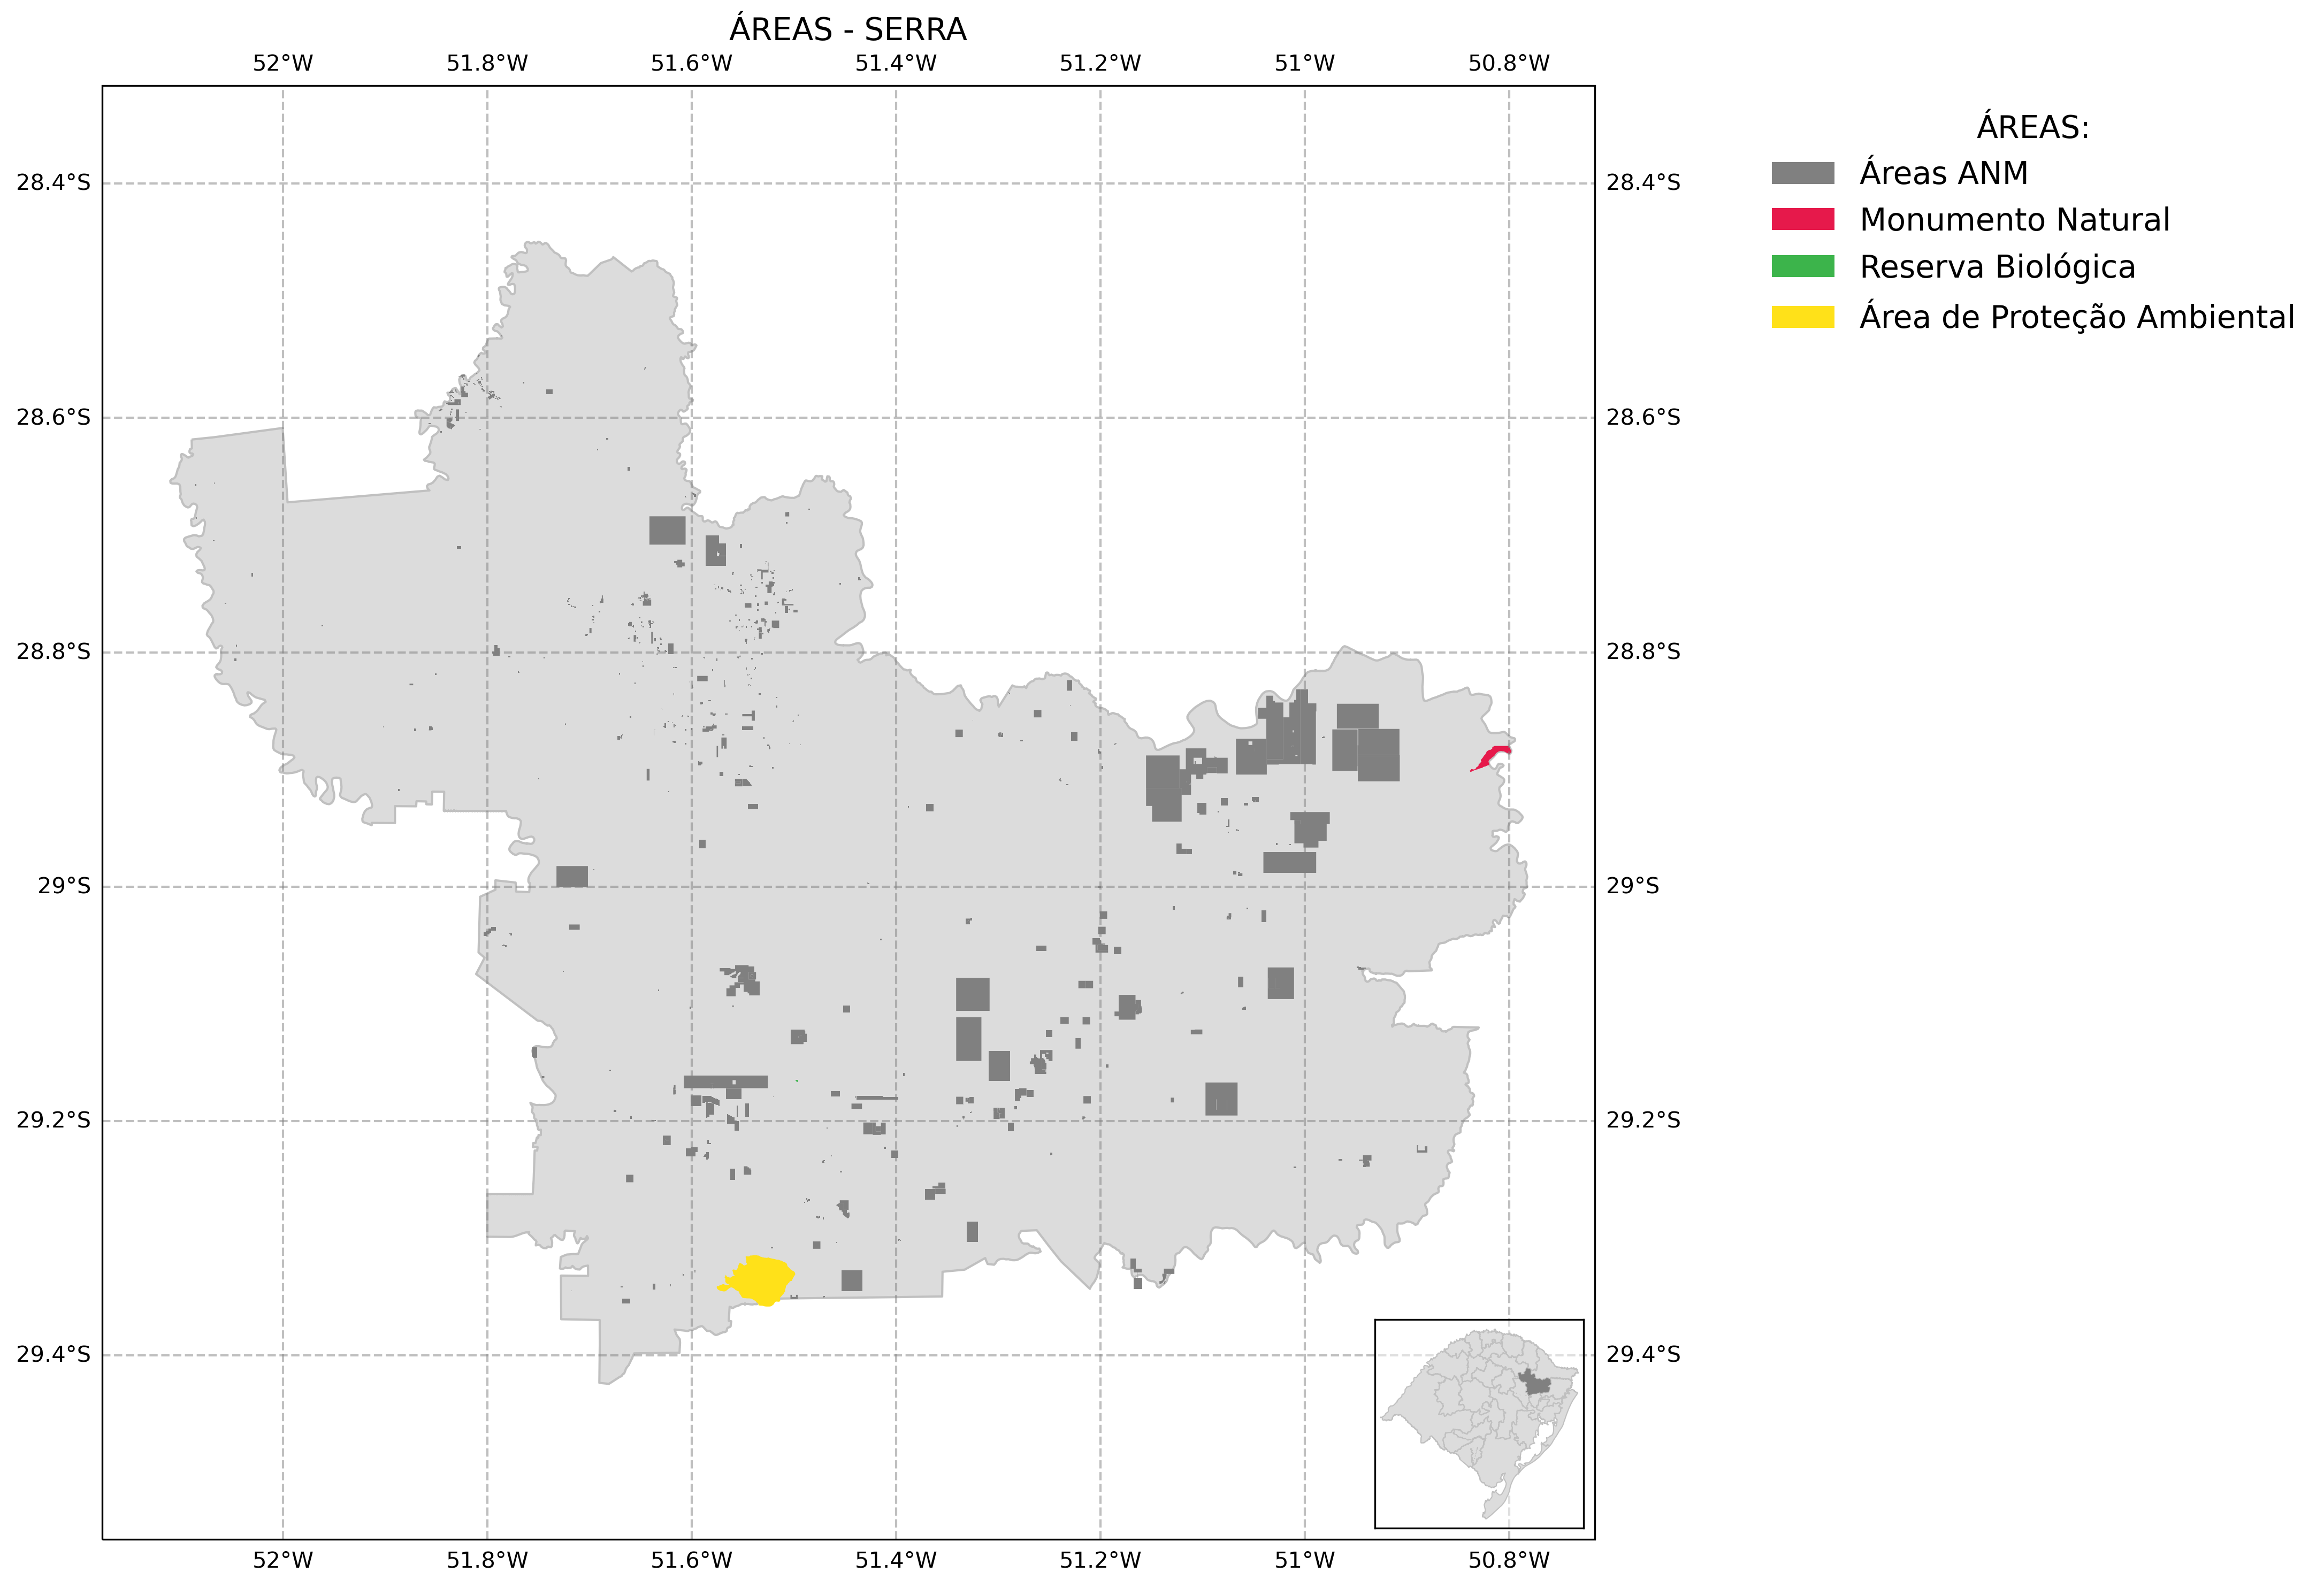 ÁREAS - SERRA
52°W 51.8°W 51.6°W 51.4°W 51.2°W 51°W 50.8°W
ÁREAS:
Áreas ANM
Monumento Natural
Reserva Biológica
Área de Proteção Ambiental
28.4°S 28.4°S
28.6°S 28.6°S
28.8°S 28.8°S
29°S 29°S
29.2°S 29.2°S
29.4°S 29.4°S
52°W 51.8°W 51.6°W 51.4°W 51.2°W 51°W 50.8°W